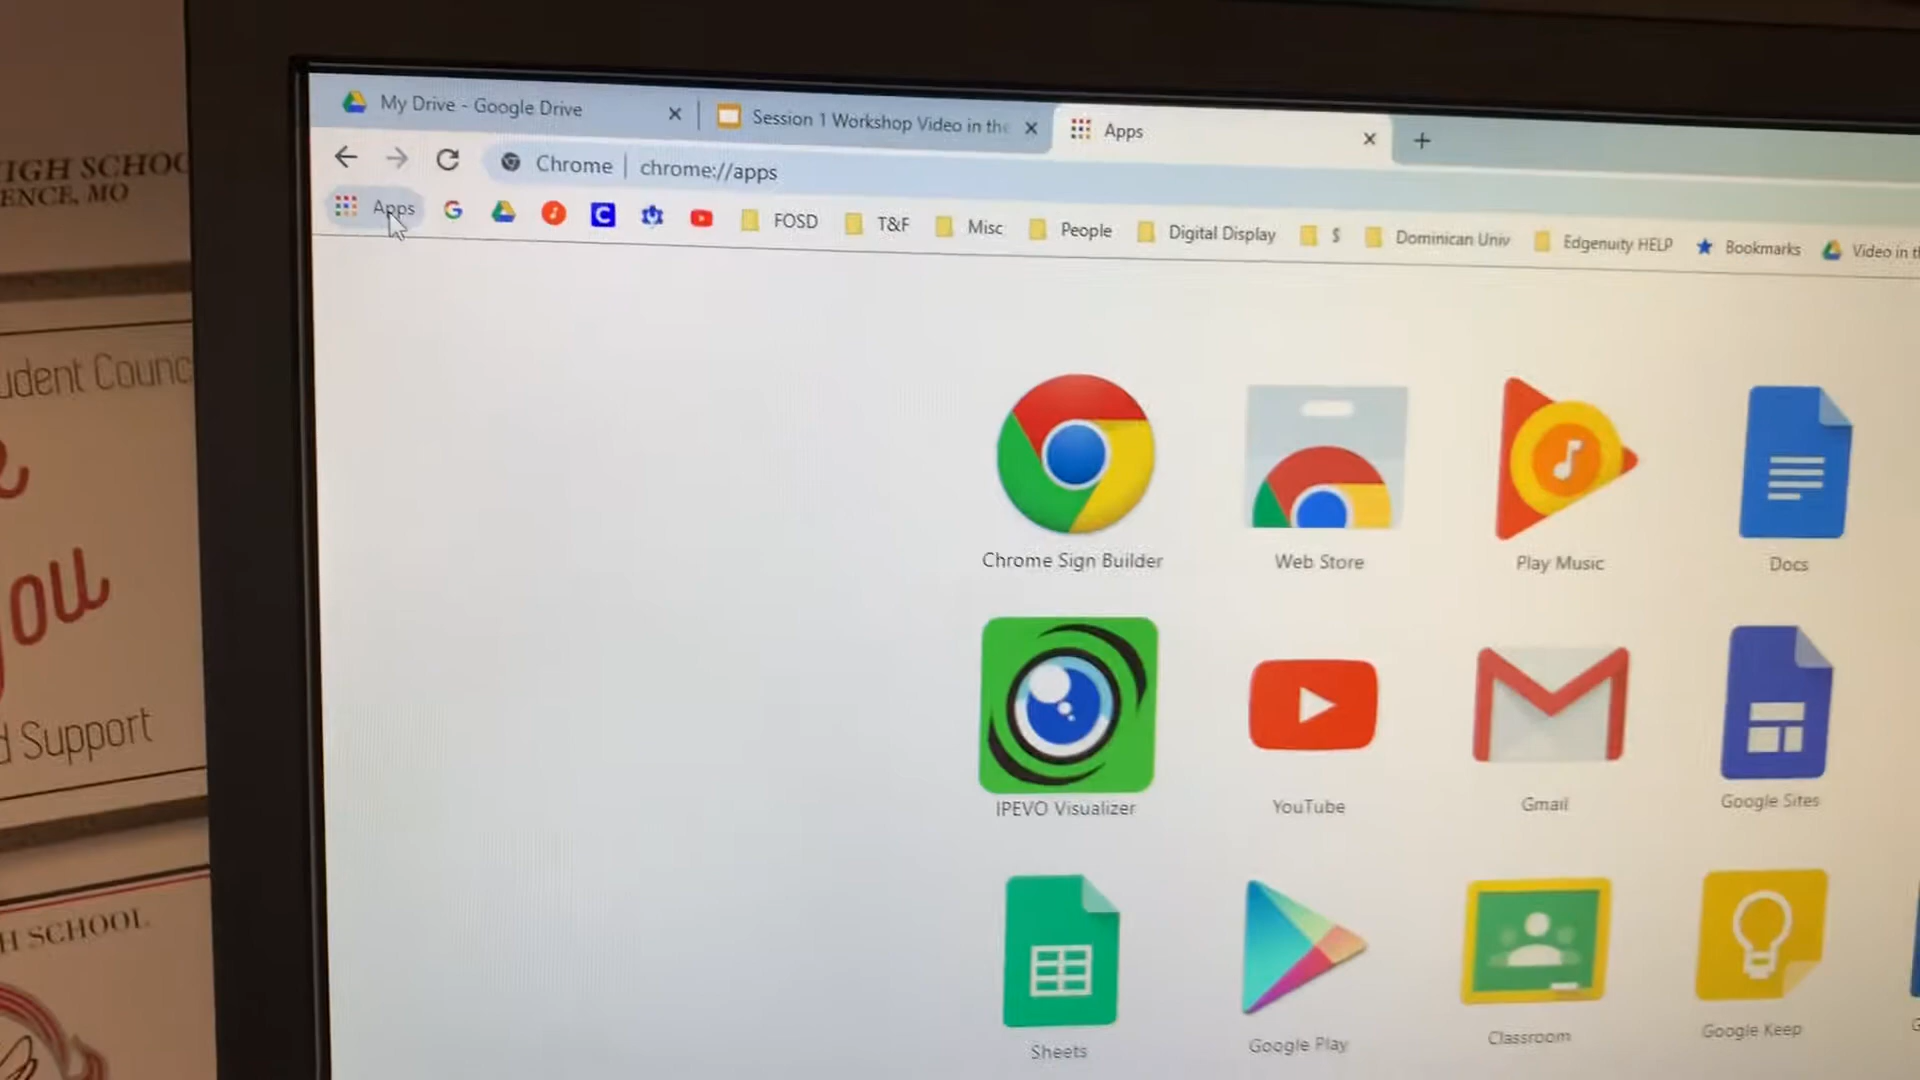 My Drive - Google Drive
Session 1 Workshop Video in the
Apps
Chrome | chrome://apps
Apps
FOSD
T&F
Misc
People
Digital Display
$
Dominican Univ
Edgenuity HELP
Bookmarks
Video in
Chrome Sign Builder
Web Store
Play Music
Docs
IPEVO Visualizer
YouTube
Gmail
Google Sites
Sheets
Google Play
Classroom
Google Keep
IGH SCHOO
ENCE, MO
udent Counc
ou
d Support
H SCHOOL